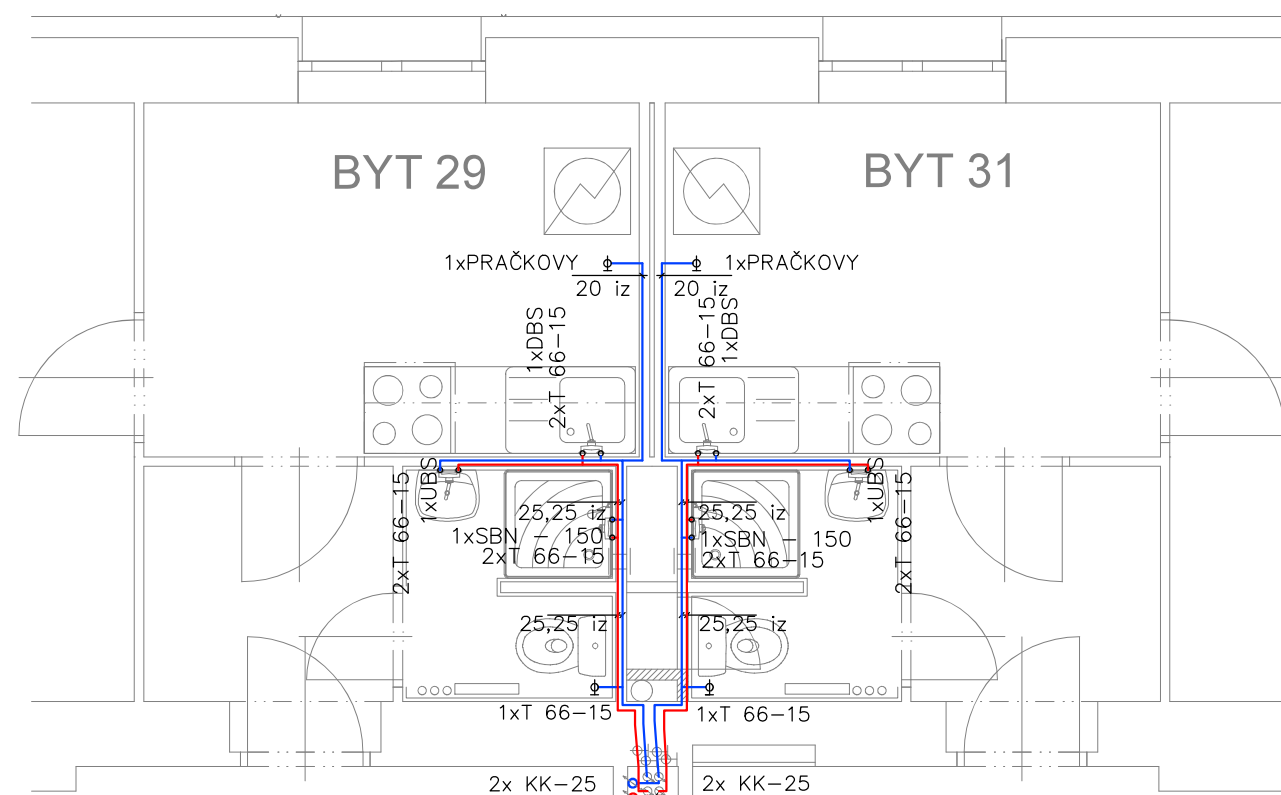 BYT 29
BYT 31
1xPRAČKOVY
1xPRAČKOVY
20 iz
20 iz
1xDBS
2xT 66-15
2xT 66-15
1xDBS
2xT 66-15
1xUBS
1xUBS
2xT 66-15
25,25 iz
25,25 iz
1xSBN - 150
2xT 66-15
1xSBN - 150
2xT 66-15
25,25 iz
25,25 iz
1xT 66-15
1xT 66-15
2x KK-25
2x KK-25